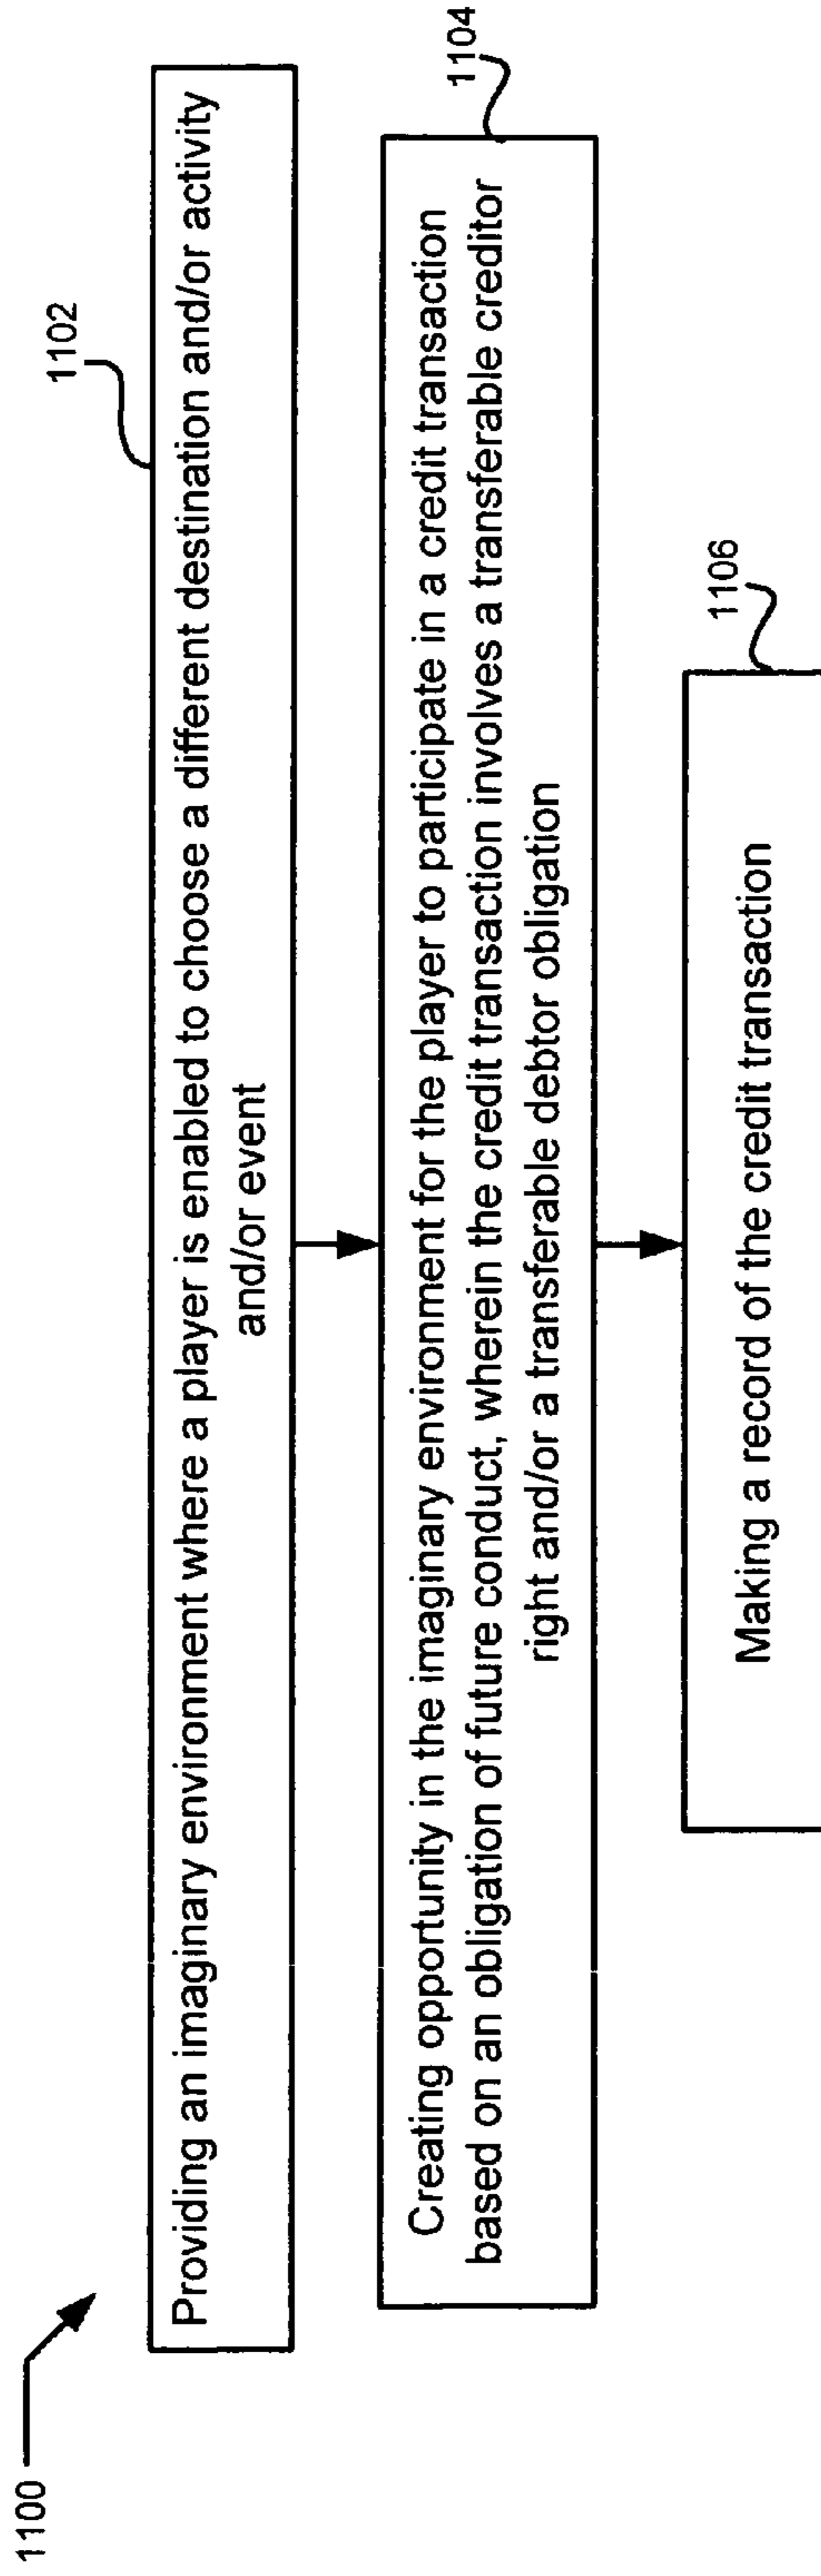 1100
1102
Providing an imaginary environment where a player is enabled to choose a different destination and/or activity
and/or event
1104
Creating opportunity in the imaginary environment for the player to participate in a credit transaction
based on an obligation of future conduct, wherein the credit transaction involves a transferable creditor
right and/or a transferable debtor obligation
1106
Making a record of the credit transaction